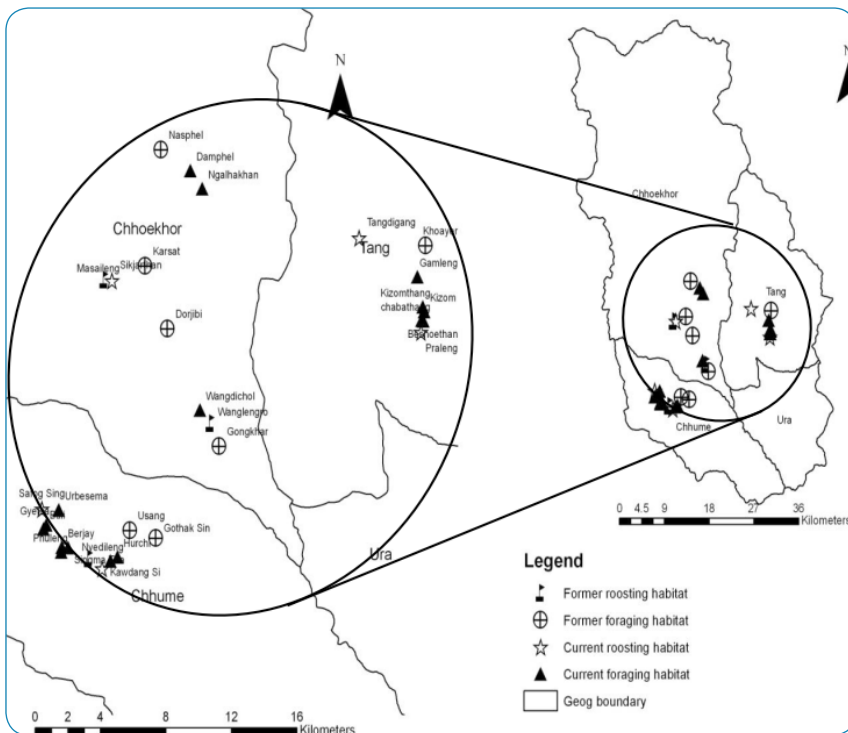 N
N
Nasphel
Damphel
Ngalhakhan
Chhoekhor
Chhoekhor
Tangdigang
Khoayer
Tang
Karsat
Gamleng
Masaileng
Tang
Kizomthang
Kizom
Dorjibi
Praleng
Wangdichol
Wanglengro
Gongkhar
Chhume
Ura
Urbesema
Usang
Gothak Sin
Berjay
Hurchi
Nyedileng
Ura
Kawdang Si
Chhume
0 4.5 9 18 27 36
Kilometers
Legend
Former roosting habitat
Former foraging habitat
Current roosting habitat
Current foraging habitat
Geog boundary
0 2 4 8 12 16
Kilometers